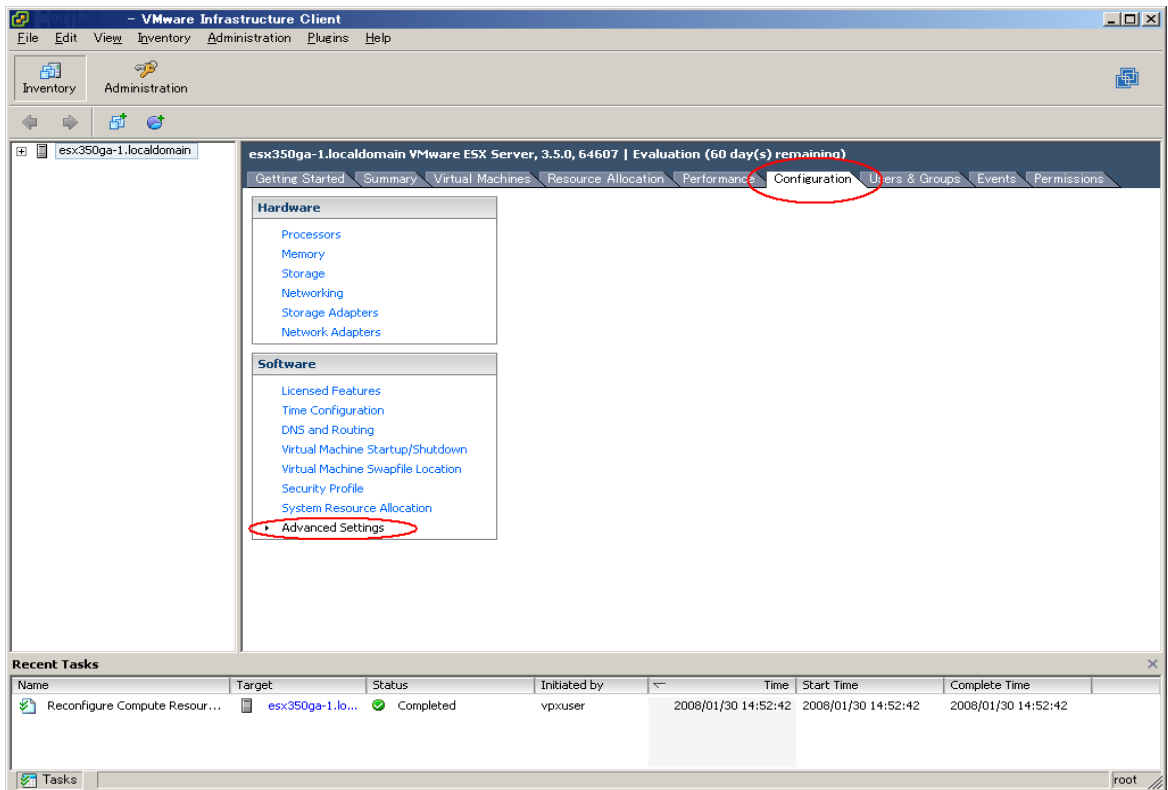 - VMware Infrastructure Client
File Edit View Inventory Administration Plugins Help
Inventory Administration
esx350ga-1.localdomain
esx350ga-1.localdomain VMware ESX Server, 3.5.0, 64607 | Evaluation (60 day(s) remaining)
Getting Started Summary Virtual Machines Resource Allocation Performance Configuration Users & Groups Events Permissions
Hardware
Processors
Memory
Storage
Networking
Storage Adapters
Network Adapters
Software
Licensed Features
Time Configuration
DNS and Routing
Virtual Machine Startup/Shutdown
Virtual Machine Swapfile Location
Security Profile
System Resource Allocation
Advanced Settings
Recent Tasks
Name Target Status Initiated by Time Start Time Complete Time
Reconfigure Compute Resour... esx350ga-1.lo... Completed vpxuser 2008/01/30 14:52:42 2008/01/30 14:52:42 2008/01/30 14:52:42
Tasks root